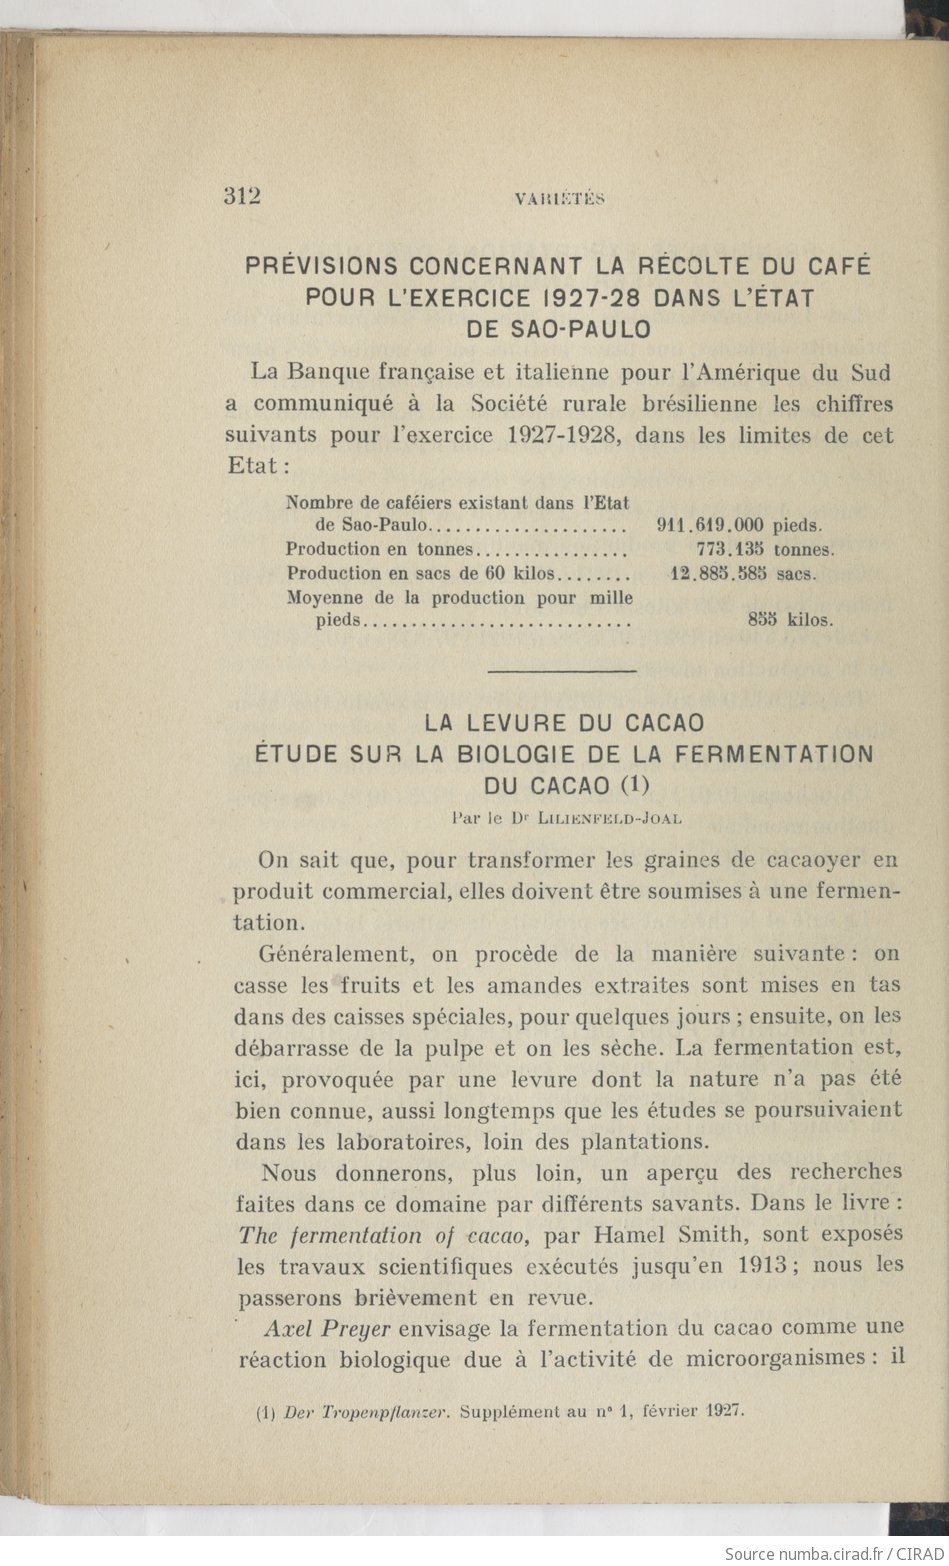 312
VARIÉTÉS
PRÉVISIONS CONCERNANT LA RÉCOLTE DU CAFÉ
POUR L'EXERCICE 1927-28 DANS L'ÉTAT
DE SAO-PAULO
La Banque française et italienne pour l'Amérique du Sud
a communiqué à la Société rurale brésilienne les chiffres
suivants pour l'exercice 1927-1928, dans les limites de cet
Etat :
Nombre de caféiers existant dans l'Etat
de Sao-Paulo..................... 911.619.000 pieds.
Production en tonnes................ 773.135 tonnes.
Production en sacs de 60 kilos........ 12.885.585 sacs.
Moyenne de la production pour mille
pieds............................ 855 kilos.
LA LEVURE DU CACAO
ÉTUDE SUR LA BIOLOGIE DE LA FERMENTATION
DU CACAO (1)
Par le Dr LILIENFELD-JOAL
On sait que, pour transformer les graines de cacaoyer en
produit commercial, elles doivent être soumises à une fermen-
tation.
Généralement, on procède de la manière suivante : on
casse les fruits et les amandes extraites sont mises en tas
dans des caisses spéciales, pour quelques jours ; ensuite, on les
débarrasse de la pulpe et on les sèche. La fermentation est,
ici, provoquée par une levure dont la nature n'a pas été
bien connue, aussi longtemps que les études se poursuivaient
dans les laboratoires, loin des plantations.
Nous donnerons, plus loin, un aperçu des recherches
faites dans ce domaine par différents savants. Dans le livre :
The fermentation of cacao, par Hamel Smith, sont exposés
les travaux scientifiques exécutés jusqu'en 1913 ; nous les
passerons brièvement en revue.
Axel Preyer envisage la fermentation du cacao comme une
réaction biologique due à l'activité de microorganismes : il
(1) Der Tropenpflanzer. Supplément au n° 1, février 1927.
Source numba.cirad.fr / CIRAD